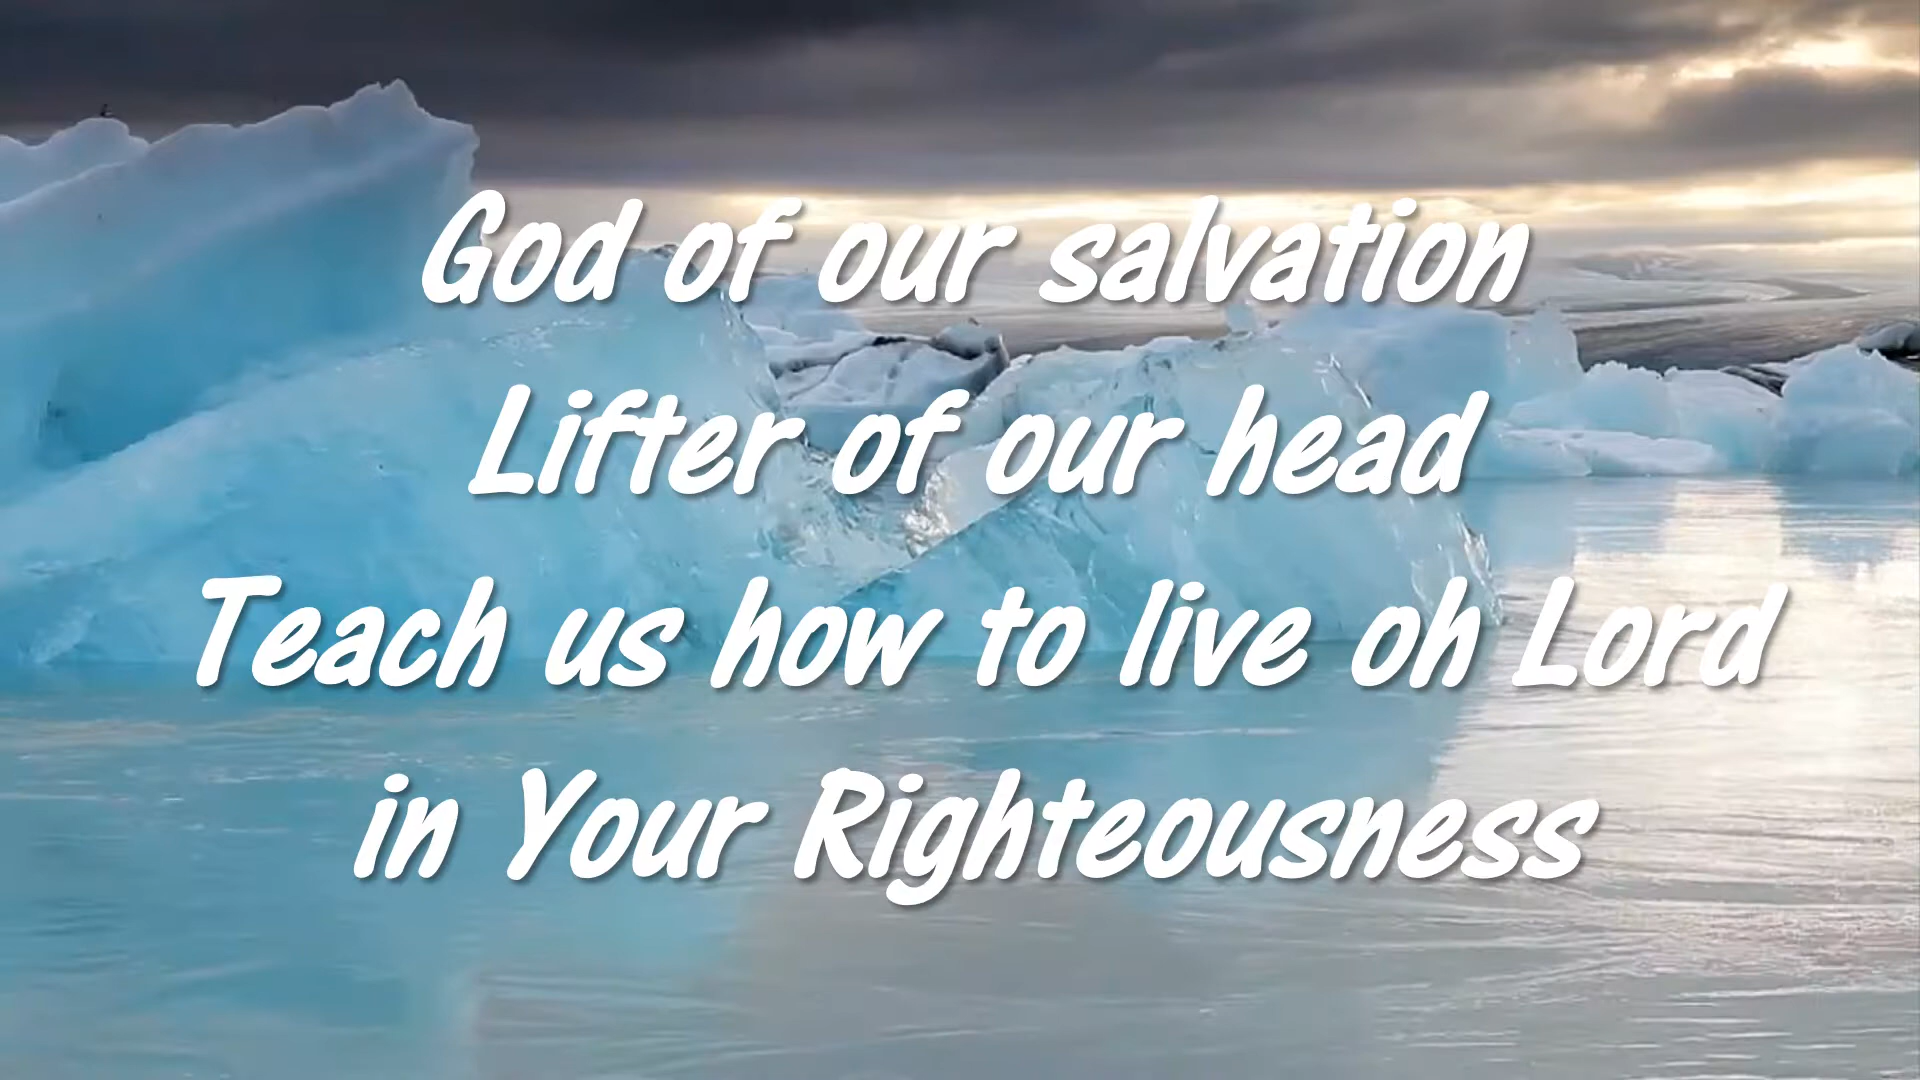 God of our salvation
Lifter of our head
Teach us how to live oh Lord
in Your Righteousness